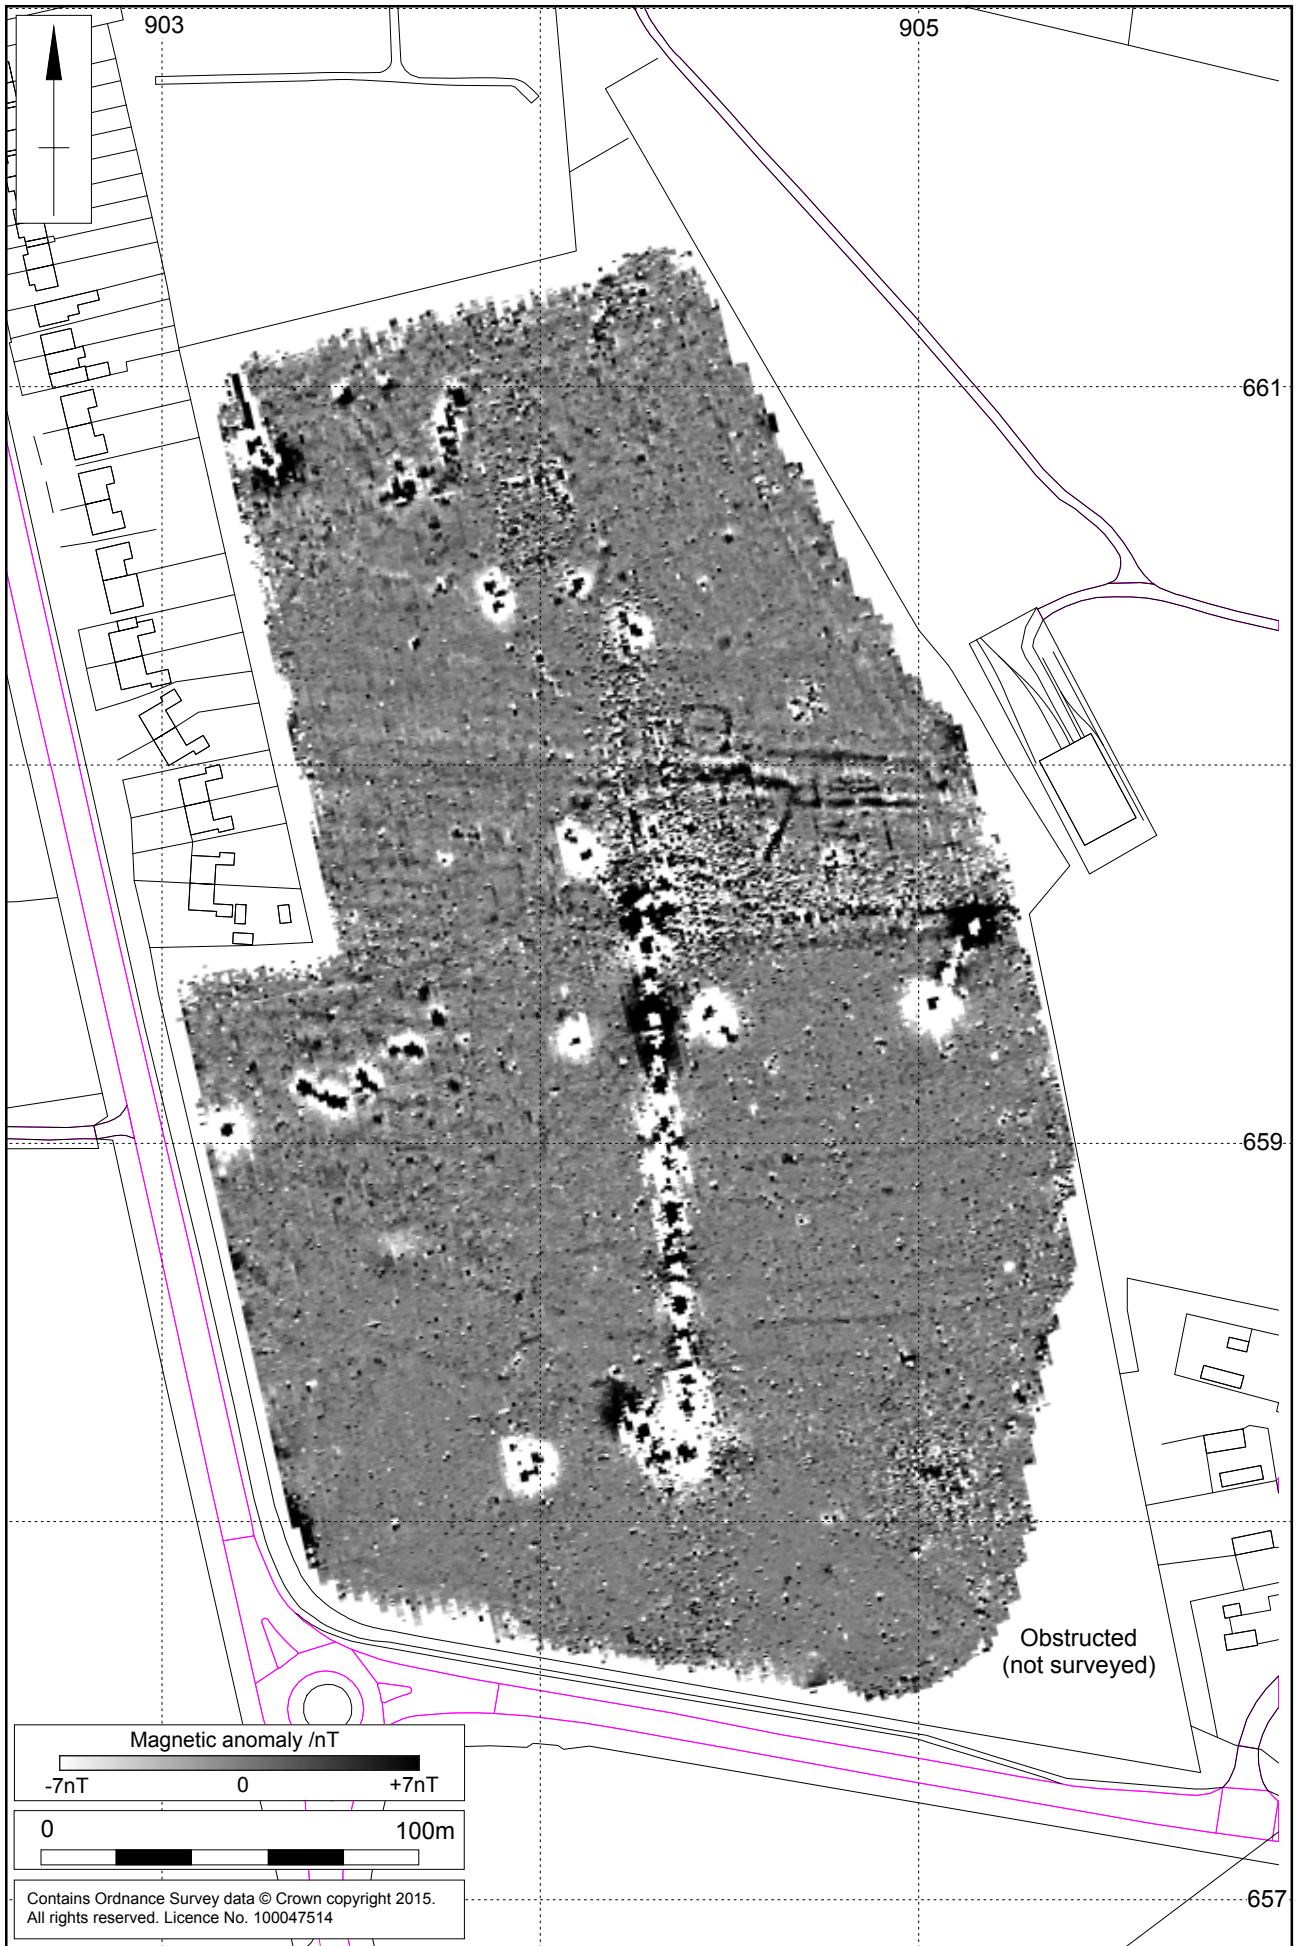 903
905
661
659
Obstructed
(not surveyed)
Magnetic anomaly /nT
-7nT 0 +7nT
0 100m
Contains Ordnance Survey data © Crown copyright 2015.
All rights reserved. Licence No. 100047514
657